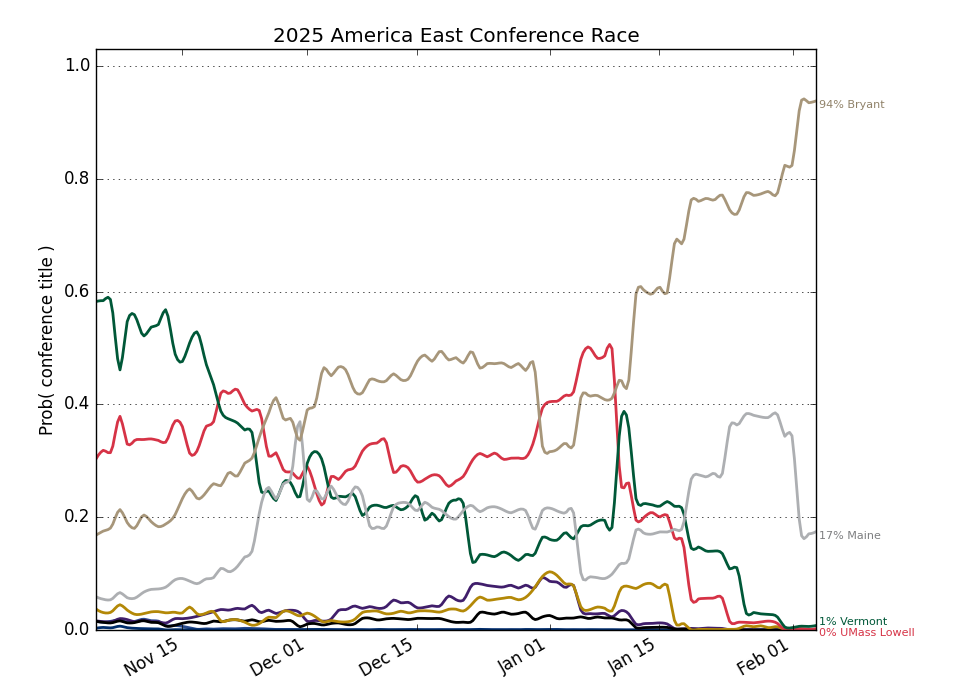 2025 America East Conference Race
1.0
0.8
0.6
0.4
0.2
0.0
Prob( conference title )
Nov 15
Dec 01
Dec 15
Jan 01
Jan 15
Feb 01
94% Bryant
17% Maine
1% Vermont
0% UMass Lowell